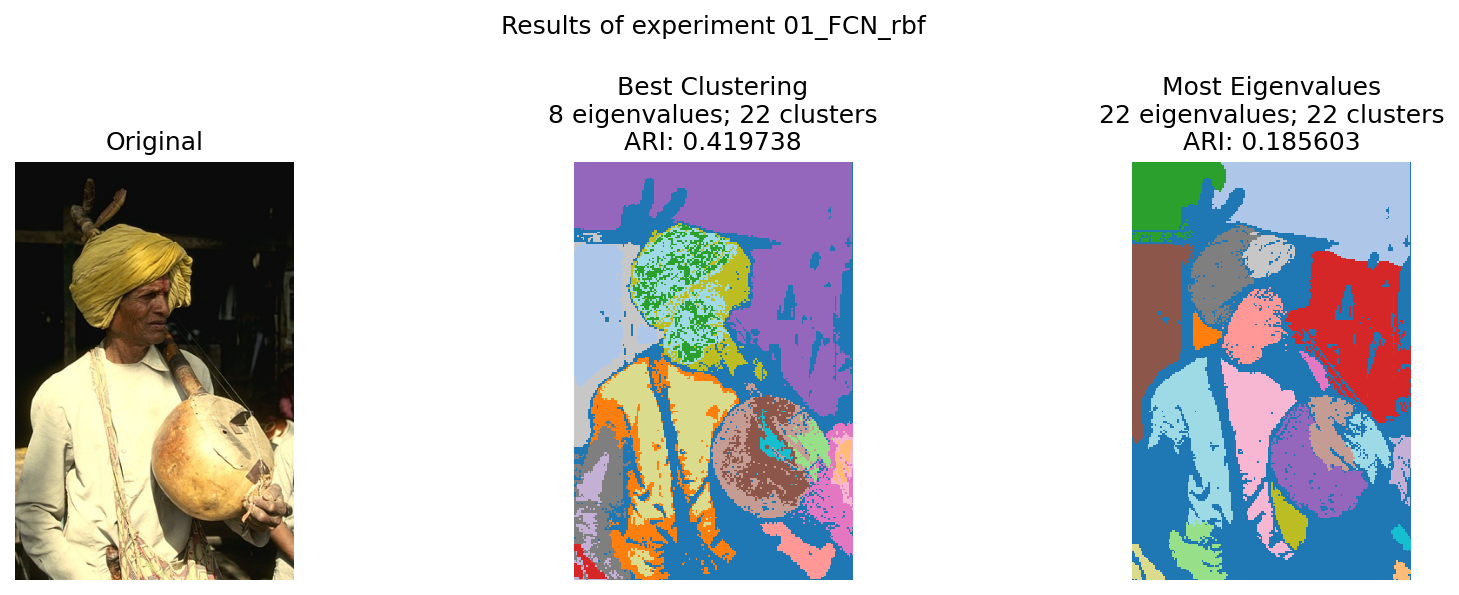 Results of experiment 01_FCN_rbf
Original
Best Clustering
8 eigenvalues; 22 clusters
ARI: 0.419738
Most Eigenvalues
22 eigenvalues; 22 clusters
ARI: 0.185603